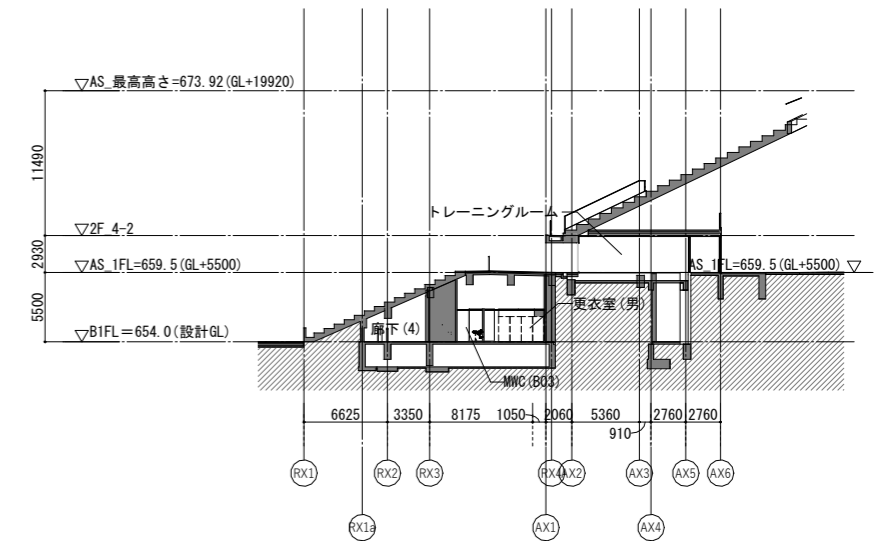 ▽AS_最高高さ=673.92(GL+19920)
11490
トレーニングルーム
▽2F_4-2
2930
▽AS_1FL=659.5(GL+5500)
AS_1FL=659.5(GL+5500)▽
5500
更衣室(男)
▽B1FL=654.0(設計GL)
廊下(4)
MWC(B03)
6625 3350 8175 1050 2060 5360 2760 2760
910
RX1 RX2 RX3 RX4 AX2 AX3 AX5 AX6
RX1a AX1 AX4